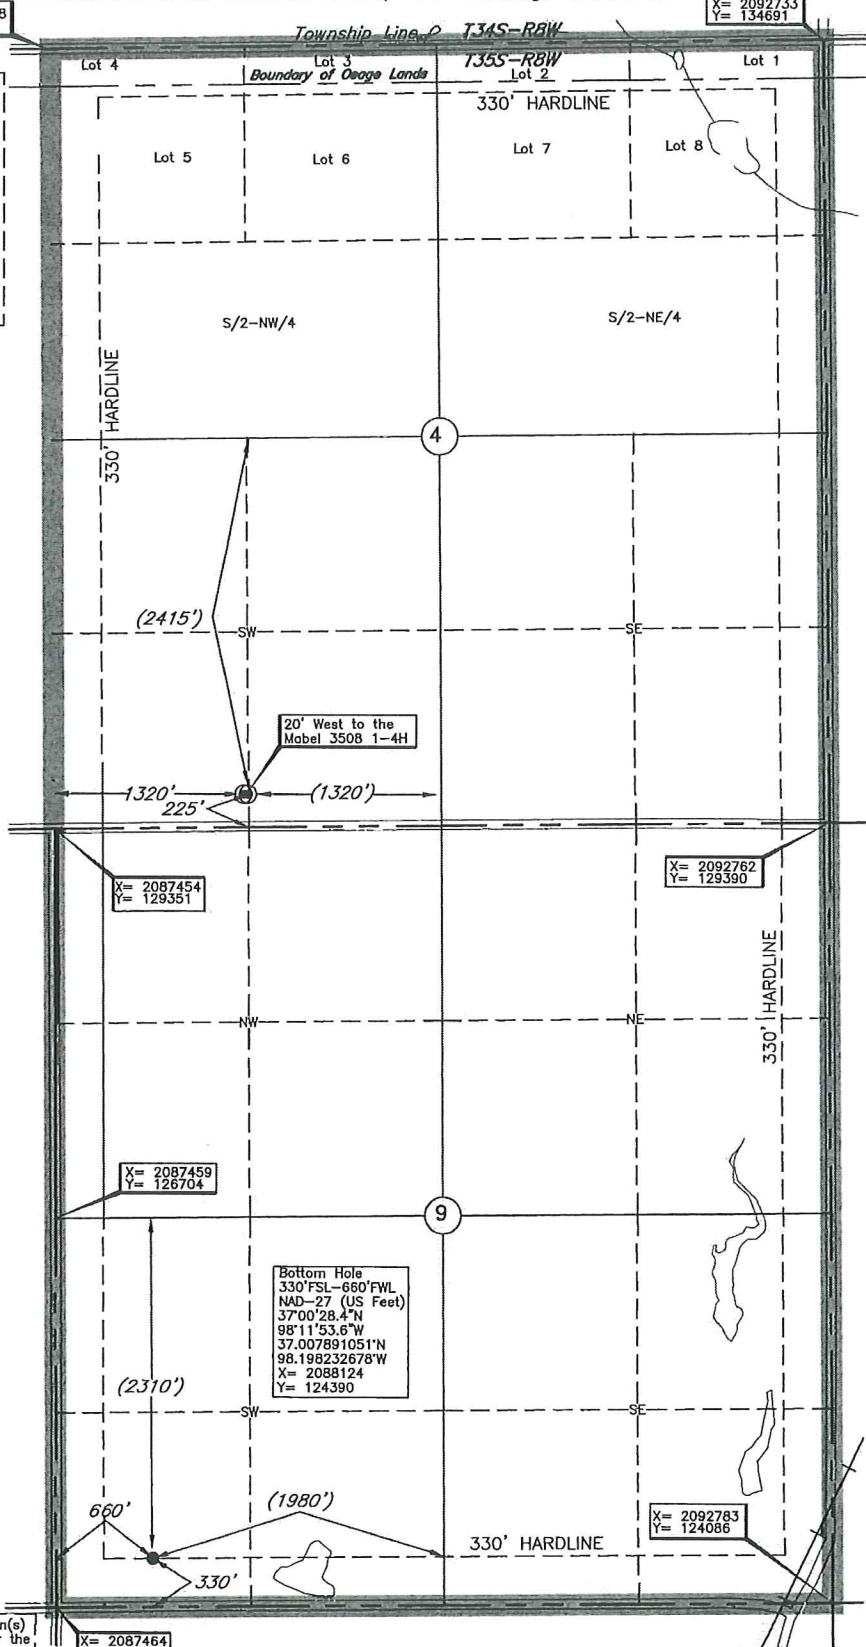 8
X= 2092733
Y= 134691
Township Line T34S-R8W
T35S-R8W
Lot 4
Lot 3
Lot 2
Lot 1
Boundary of Osage Lands
330' HARDLINE
Lot 5
Lot 6
Lot 7
Lot 8
S/2-NW/4
S/2-NE/4
330' HARDLINE
4
(2415')
SW
SE
20' West to the
Mabel 3508 1-4H
1320'
(1320')
225'
X= 2087454
Y= 129351
X= 2092762
Y= 129390
330' HARDLINE
NW
NE
X= 2087459
Y= 126704
9
Bottom Hole
330'FSL-660'FWL
NAD-27 (US Feet)
37°00'28.4"N
98°11'53.6"W
37.007891051°N
98.198232678°W
X= 2088124
Y= 124390
(2310')
SW
SE
660'
(1980')
X= 2092783
Y= 124086
330' HARDLINE
330'
n(s)
the
X= 2087464